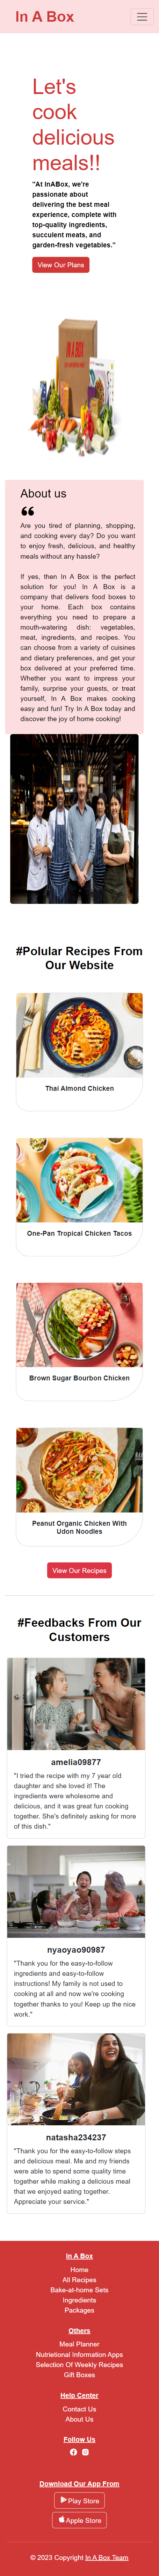 In A Box
Let's
cook
delicious
meals!!
"At InABox, we're
passionate about
delivering the best meal
experience, complete with
top-quality ingredients,
succulent meats, and
garden-fresh vegetables."
View Our Plans
IN A
BOX
About us
Are you tired of planning, shopping,
and cooking every day? Do you want
to enjoy fresh, delicious, and healthy
meals without any hassle?
If yes, then In A Box is the perfect
solution for you! In A Box is a
company that delivers food boxes to
your home. Each box contains
everything you need to prepare a
mouth-watering dish: vegetables,
meat, ingredients, and recipes. You
can choose from a variety of cuisines
and dietary preferences, and get your
box delivered at your preferred time.
Whether you want to impress your
family, surprise your guests, or treat
yourself, In A Box makes cooking
easy and fun! Try In A Box today and
discover the joy of home cooking!
#Polular Recipes From
Our Website
Thai Almond Chicken
One-Pan Tropical Chicken Tacos
Brown Sugar Bourbon Chicken
Peanut Organic Chicken With
Udon Noodles
View Our Recipes
#Feedbacks From Our
Customers
amelia09877
"I tried the recipe with my 7 year old
daughter and she loved it! The
ingredients were wholesome and
delicious, and it was great fun cooking
together. She's definitely asking for more
of this dish."
nyaoyao90987
"Thank you for the easy-to-follow
ingredients and easy-to-follow
instructions! My family is not used to
cooking at all and now we're cooking
together thanks to you! Keep up the nice
work."
natasha234237
"Thank you for the easy-to-follow steps
and delicious meal. Me and my friends
were able to spend some quality time
together while making a delicious meal
that we enjoyed eating together.
Appreciate your service."
In A Box
Home
All Recipes
Bake-at-home Sets
Ingredients
Packages
Others
Meal Planner
Nutrietional Information Apps
Selection Of Weekly Recipes
Gift Boxes
Help Center
Contact Us
About Us
Follow Us
Download Our App From
Play Store
Apple Store
© 2023 Copyright In A Box Team